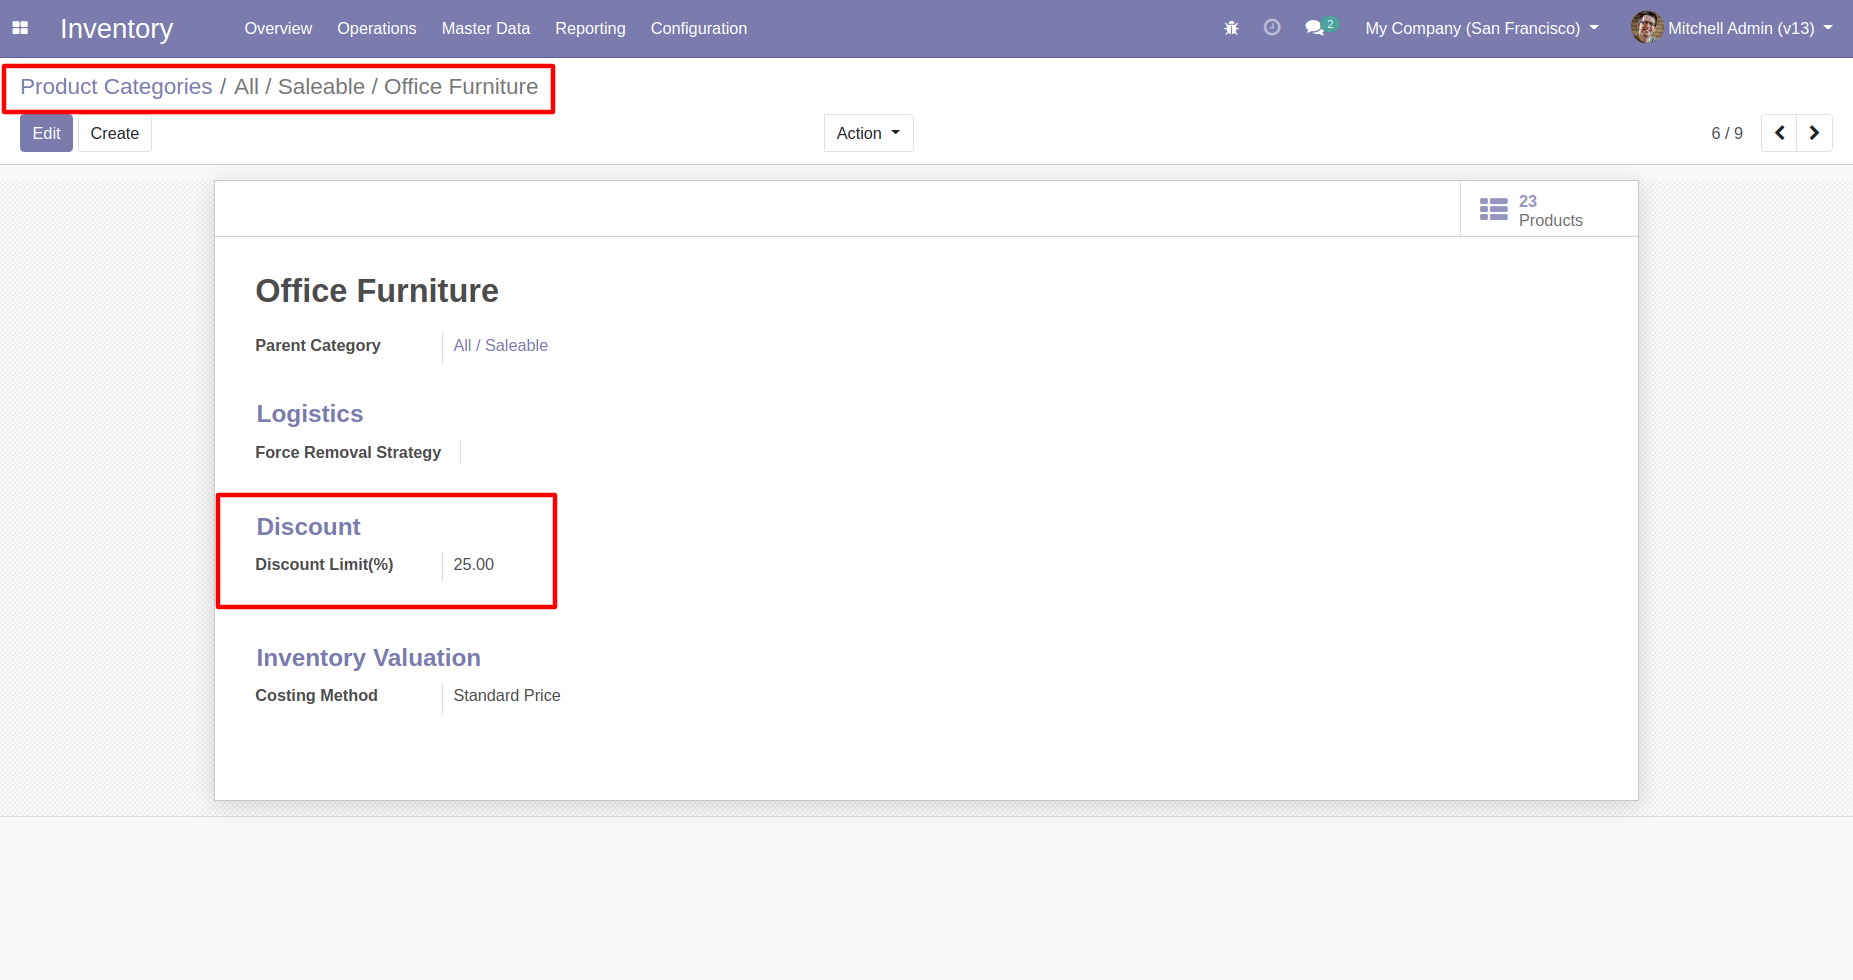 Inventory Overview Operations Master Data Reporting Configuration 2 My Company (San Francisco) Mitchell Admin (v13)
Product Categories / All / Saleable / Office Furniture
Edit Create Action 6 / 9
23
Products
Office Furniture
Parent Category All / Saleable
Logistics
Force Removal Strategy
Discount
Discount Limit(%) 25.00
Inventory Valuation
Costing Method Standard Price